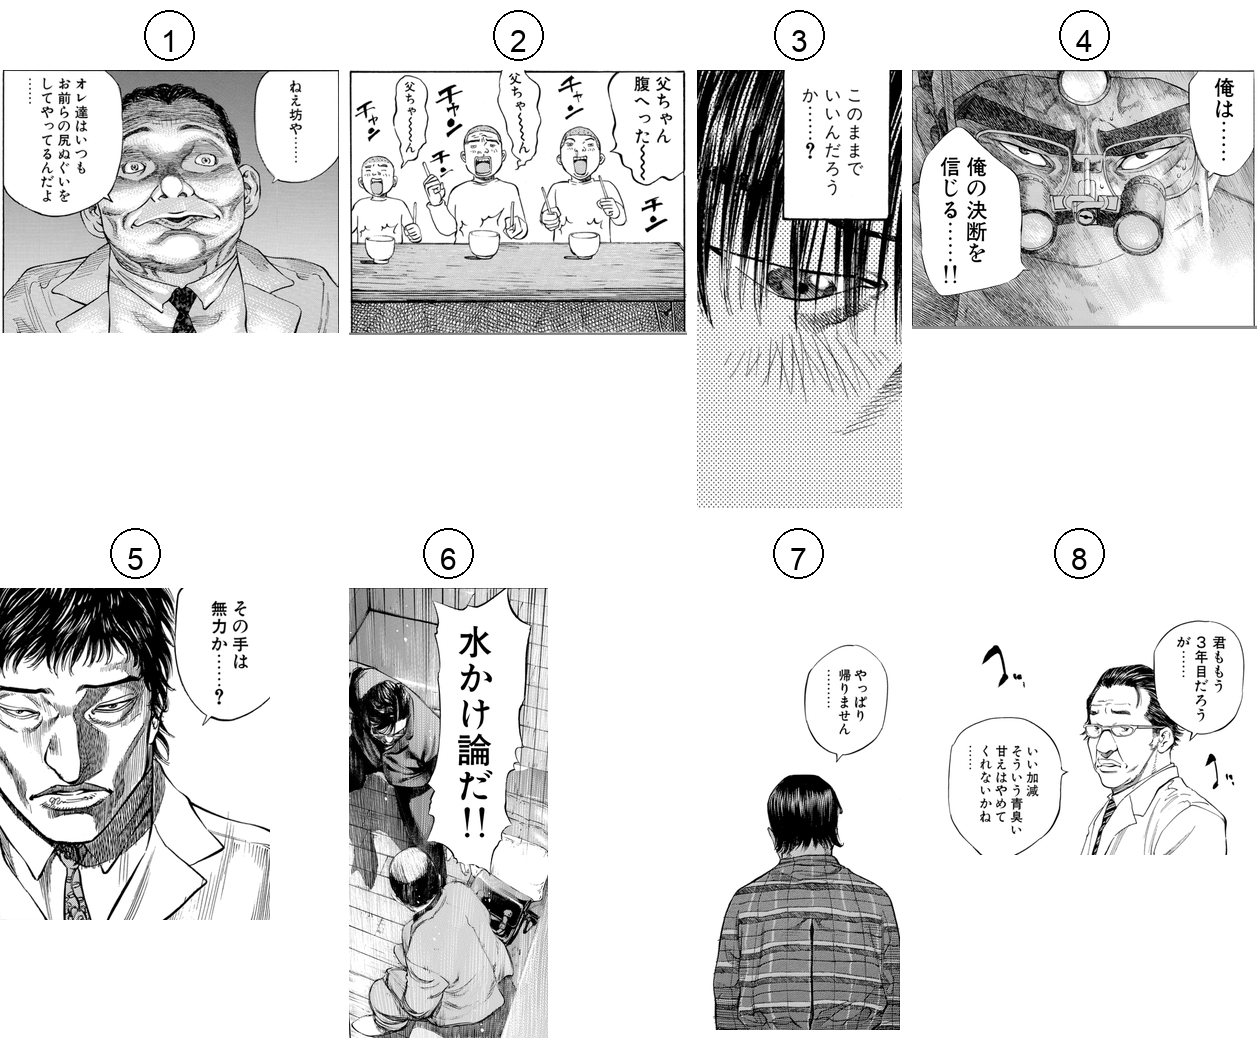 1
ねえ坊や……
オレ達はいつも
お前らの尻ぬぐいを
してやってるんだよ
……
2
父ちゃん
腹へった〜〜
チャン
父ちゃ〜〜ん
チャン
父ちゃ〜ん
チャン
チン
チン
3
このままで
いいんだろう
か……?
4
俺は……
俺の決断を
信じる……!!
5
その手は
無力か……?
6
水かけ論だ!!
7
やっぱり
帰りません
………
8
君ももう
3年目だろう
が……
いい加減
そういう青臭い
甘えはやめて
くれないかね
……